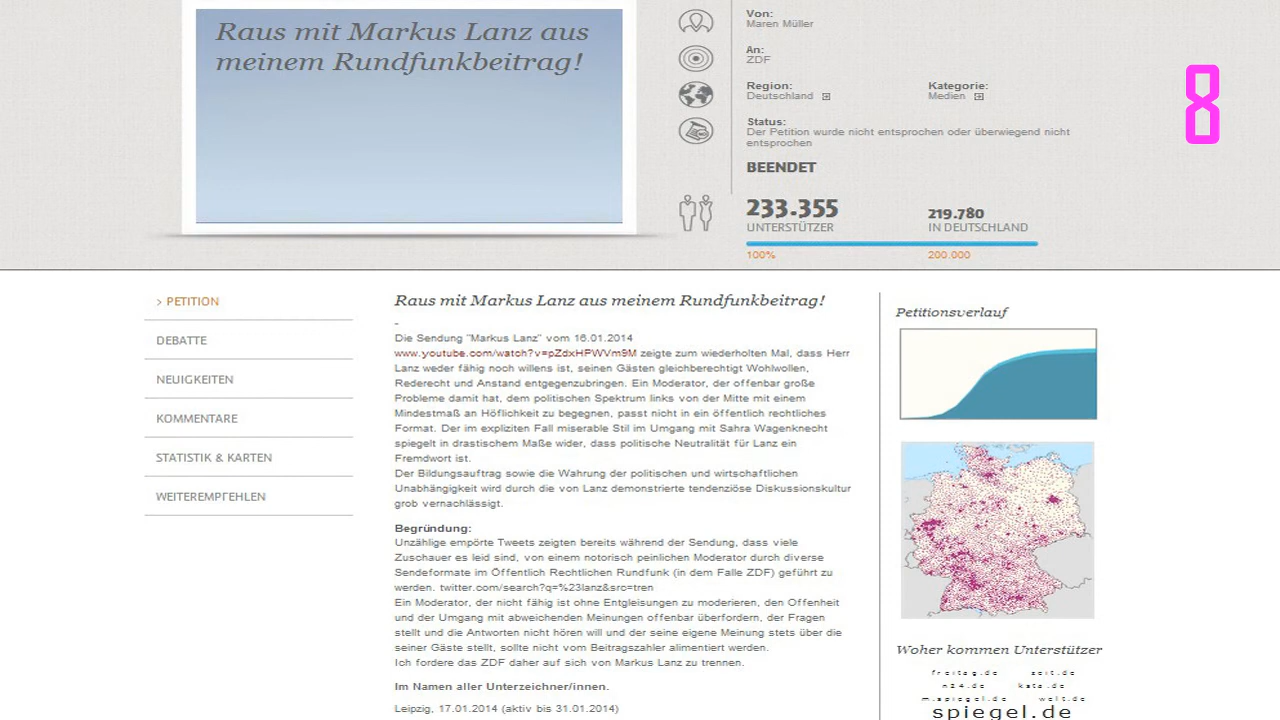 Raus mit Markus Lanz aus
meinem Rundfunkbeitrag!
Von:
Maren Müller
An:
ZDF
Region:
Deutschland
Kategorie:
Medien
Status:
Der Petition wurde nicht entsprochen oder überwiegend nicht
entsprochen
BEENDET
233.355
UNTERSTÜTZER
219.780
IN DEUTSCHLAND
100%
200.000
8
> PETITION
DEBATTE
NEUIGKEITEN
KOMMENTARE
STATISTIK & KARTEN
WEITEREMPFEHLEN
Raus mit Markus Lanz aus meinem Rundfunkbeitrag!
-
Die Sendung "Markus Lanz" vom 16.01.2014
www.youtube.com/watch?v=pZdxHPWVm9M zeigte zum wiederholten Mal, dass Herr
Lanz weder fähig noch willens ist, seinen Gästen gleichberechtigt Wohlwollen,
Rederecht und Anstand entgegenzubringen. Ein Moderator, der offenbar große
Probleme damit hat, dem politischen Spektrum links von der Mitte mit einem
Mindestmaß an Höflichkeit zu begegnen, passt nicht in ein öffentlich rechtliches
Format. Der im expliziten Fall miserable Stil im Umgang mit Sahra Wagenknecht
spiegelt in drastischem Maße wider, dass politische Neutralität für Lanz ein
Fremdwort ist.
Der Bildungsauftrag sowie die Wahrung der politischen und wirtschaftlichen
Unabhängigkeit wird durch die von Lanz demonstrierte tendenziöse Diskussionskultur
grob vernachlässigt.
Begründung:
Unzählige empörte Tweets zeigten bereits während der Sendung, dass viele
Zuschauer es leid sind, von einem notorisch peinlichen Moderator durch diverse
Sendeformate im Öffentlich Rechtlichen Rundfunk (in dem Falle ZDF) geführt zu
werden. twitter.com/search?q=%23lanz&src=tren
Ein Moderator, der nicht fähig ist ohne Entgleisungen zu moderieren, den Offenheit
und der Umgang mit abweichenden Meinungen offenbar überfordern, der Fragen
stellt und die Antworten nicht hören will und der seine eigene Meinung stets über die
seiner Gäste stellt, sollte nicht vom Beitragszahler alimentiert werden.
Ich fordere das ZDF daher auf sich von Markus Lanz zu trennen.
Im Namen aller Unterzeichner/innen.
Leipzig, 17.01.2014 (aktiv bis 31.01.2014)
Petitionsverlauf
Woher kommen Unterstützer
freitag.de zeit.de
n24.de
m.spiegel.de welt.de
spiegel.de